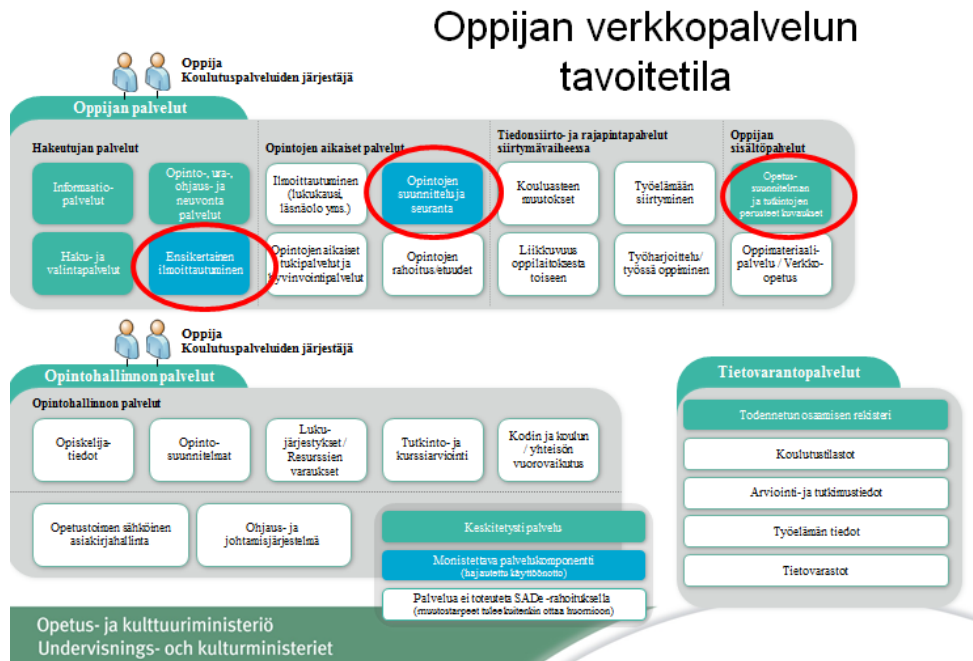 Oppijan verkkopalvelun
tavoitetila
Oppija
Koulutuspalveluiden järjestäjä
Oppijan palvelut
Hakeutujan palvelut
Informaatio-
palvelut
Opinto-, ura-,
ohjaus- ja
neuvonta
palvelut
Haku- ja
valintapalvelut
Ensikertainen
ilmoittautuminen
Opintojen aikaiset palvelut
Ilmoittautuminen
(lukukausi,
läsnäolo yms.)
Opintojen
suunnittelu ja
seuranta
Opintojen aikaiset
tukipalvelut ja
hyvinvointipalvelut
Opintojen
rahoitus/etuudet
Tiedonsiirto- ja rajapintapalvelut
siirtymävaiheessa
Kouluasteen
muutokset
Työelämään
siirtyminen
Liikkuvuus
oppilaitoksesta
toiseen
Työharjoittelu/
työssä oppiminen
Oppijan
sisältöpalvelut
Opetus-
suunnitelman
ja tutkintojen
perusteet kuvaukset
Oppimateriaali-
palvelu / Verkko-
opetus
Oppija
Koulutuspalveluiden järjestäjä
Opintohallinnon palvelut
Opintohallinnon palvelut
Opiskelija-
tiedot
Opinto-
suunnitelmat
Luku-
järjestykset /
Resurssien
varaukset
Tutkinto- ja
kurssiarviointi
Kodin ja koulun
/ yhteisön
vuorovaikutus
Opetustoimen sähköinen
asiakirjahallinta
Ohjaus- ja
johtamisjärjestelmä
Keskitetysti palvelu
Monistettava palvelukomponentti
(hajautettu käyttöönotto)
Palvelua ei toteuteta SADe -rahoituksella
(muutostarpeet tulee kuitenkin ottaa huomioon)
Tietovarantopalvelut
Todennetun osaamisen rekisteri
Koulutustilastot
Arviointi- ja tutkimustiedot
Työelämän tiedot
Tietovarastot
Opetus- ja kulttuuriministeriö
Undervisnings- och kulturministeriet